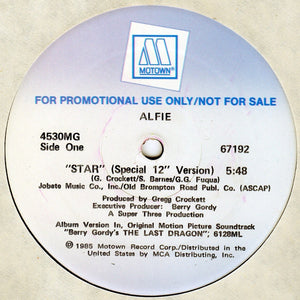 MOTOWN®
FOR PROMOTIONAL USE ONLY/NOT FOR SALE
ALFIE
4530MG
Side One
67192
"STAR" (Special 12" Version) 5:48
(G. Crockett/S. Barnes/G.G. Fuqua)
Jobete Music Co., Inc./Old Brompton Road Publ. Co. (ASCAP)
Produced by Gregg Crockett
Executive Producer: Berry Gordy
A Super Three Production
Album Version In, Original Motion Picture Soundtrack
"Berry Gordy's THE LAST DRAGON"; 6128ML
℗ 1985 Motown Record Corp./Distributed in the
United States by MCA Distributing, Inc.